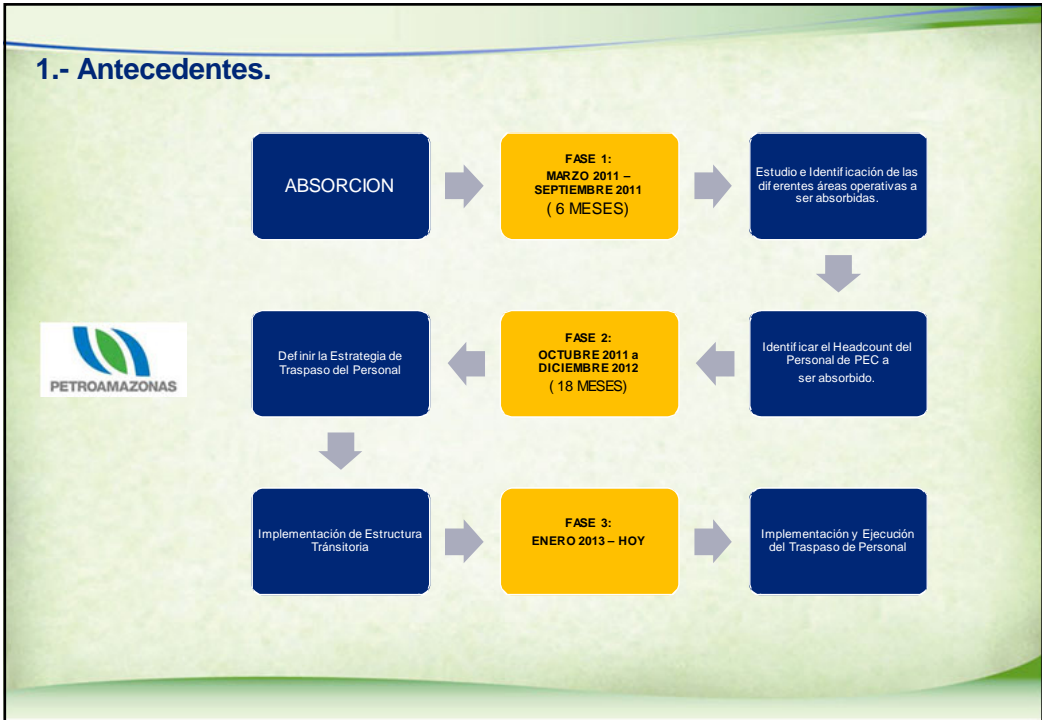 1.- Antecedentes.
ABSORCION
FASE 1:
MARZO 2011 –
SEPTIEMBRE 2011
( 6 MESES)
Estudio e Identificación de las
diferentes áreas operativas a
ser absorbidas.
Identificar el Headcount del
Personal de PEC a
ser absorbido.
FASE 2:
OCTUBRE 2011 a
DICIEMBRE 2012
( 18 MESES)
Definir la Estrategia de
Traspaso del Personal
PETROAMAZONAS
Implementación de Estructura
Tránsitoria
FASE 3:
ENERO 2013 – HOY
Implementación y Ejecución
del Traspaso de Personal